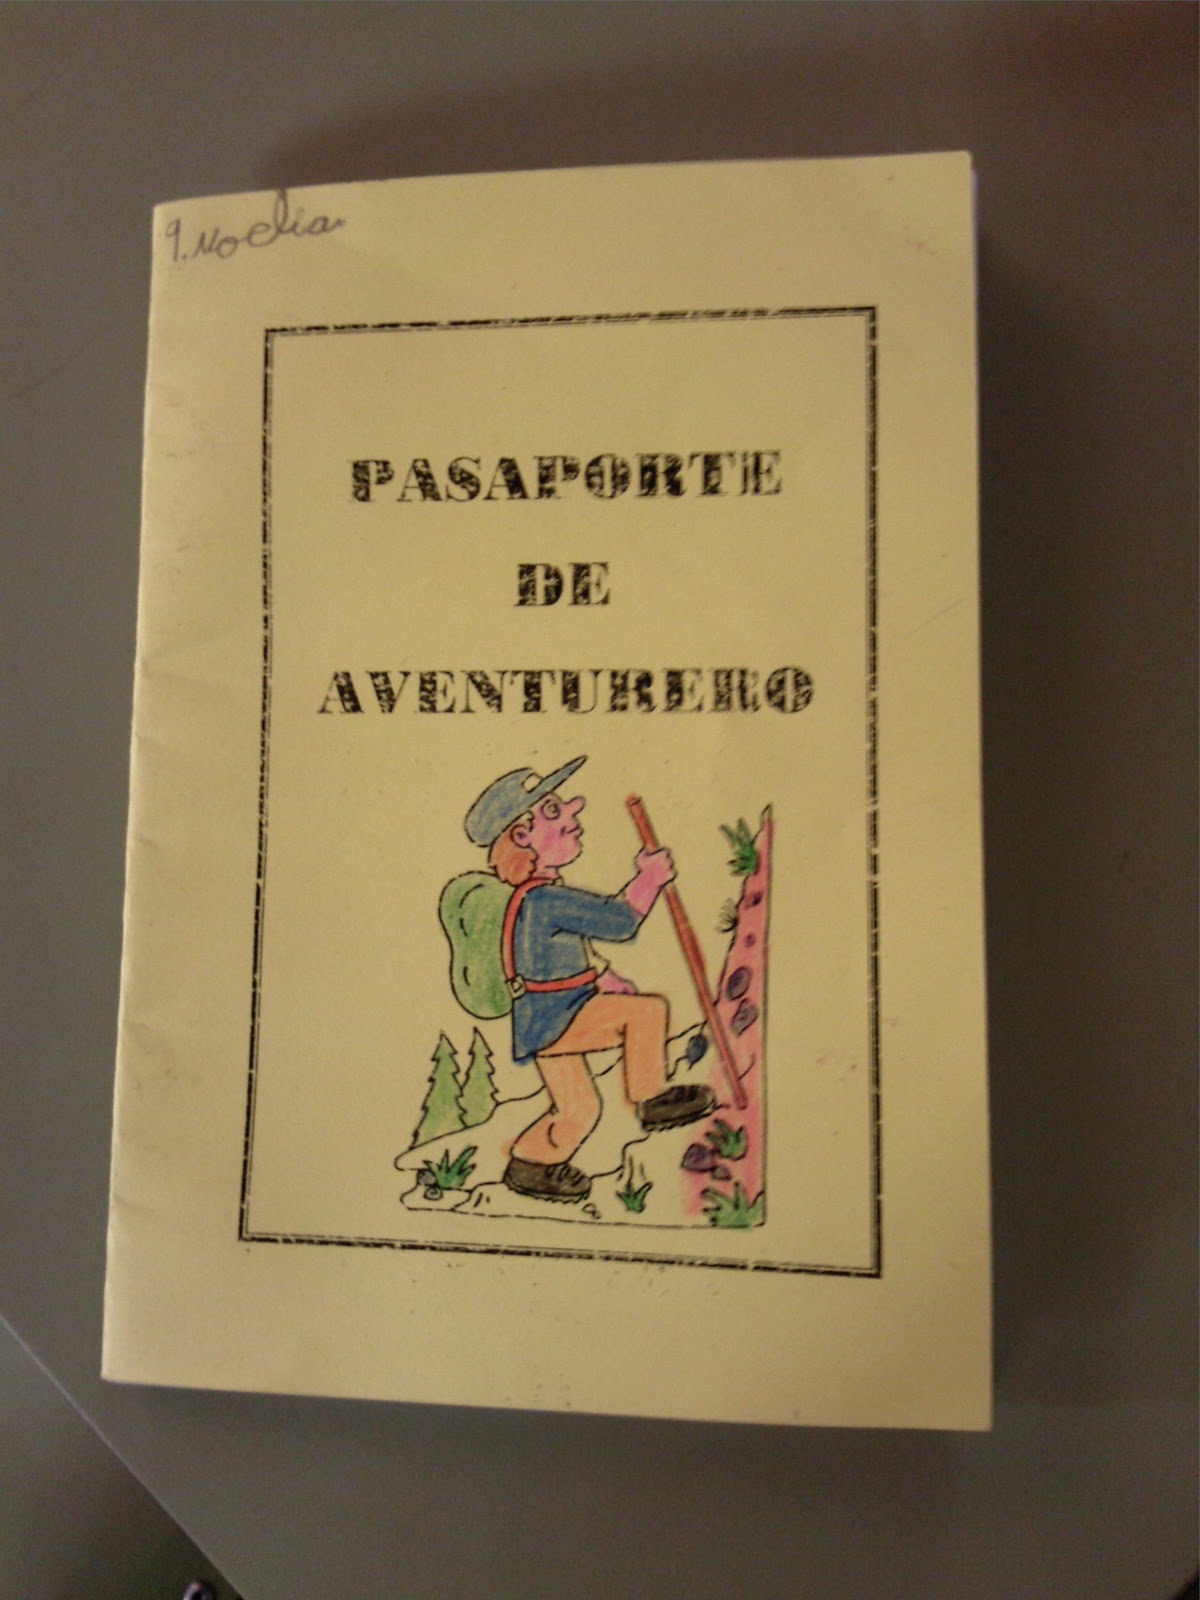 9. Noelia
PASAPORTE
DE
AVENTURERO